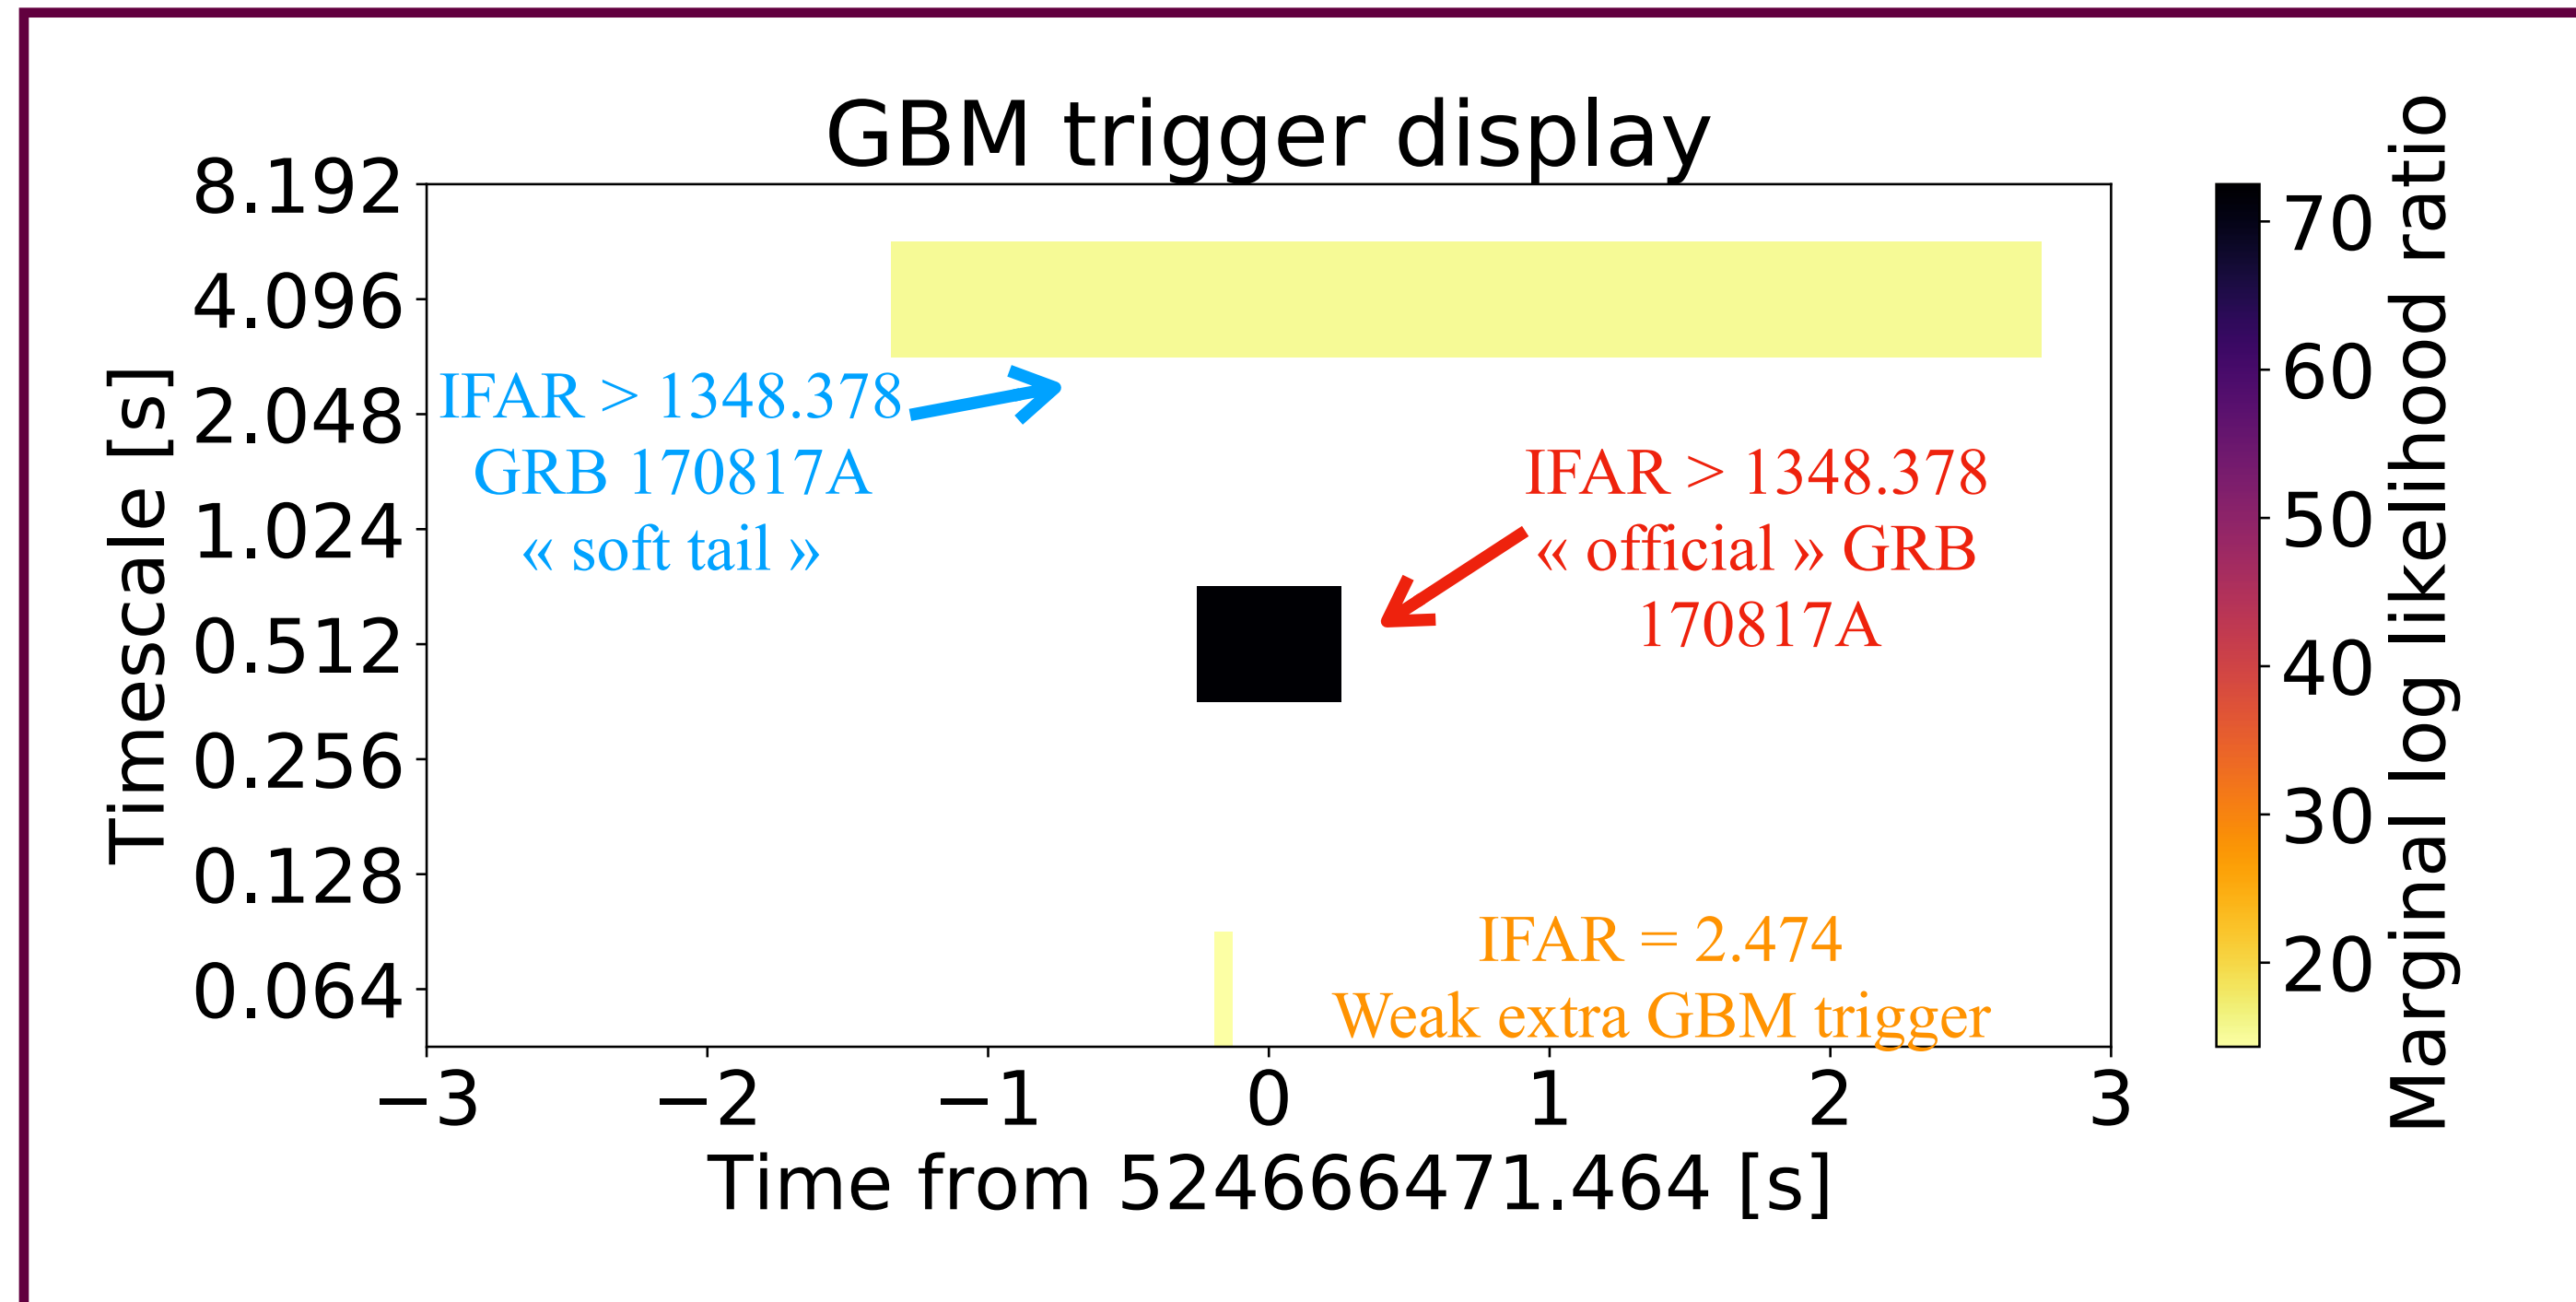 GBM trigger display
Timescale [s]
8.192
4.096
2.048
1.024
0.512
0.256
0.128
0.064
IFAR > 1348.378
GRB 170817A
« soft tail »
IFAR > 1348.378
« official » GRB
170817A
IFAR = 2.474
Weak extra GBM trigger
−3
−2
−1
0
1
2
3
Time from 524666471.464 [s]
70
60
50
40
30
20
Marginal log likelihood ratio